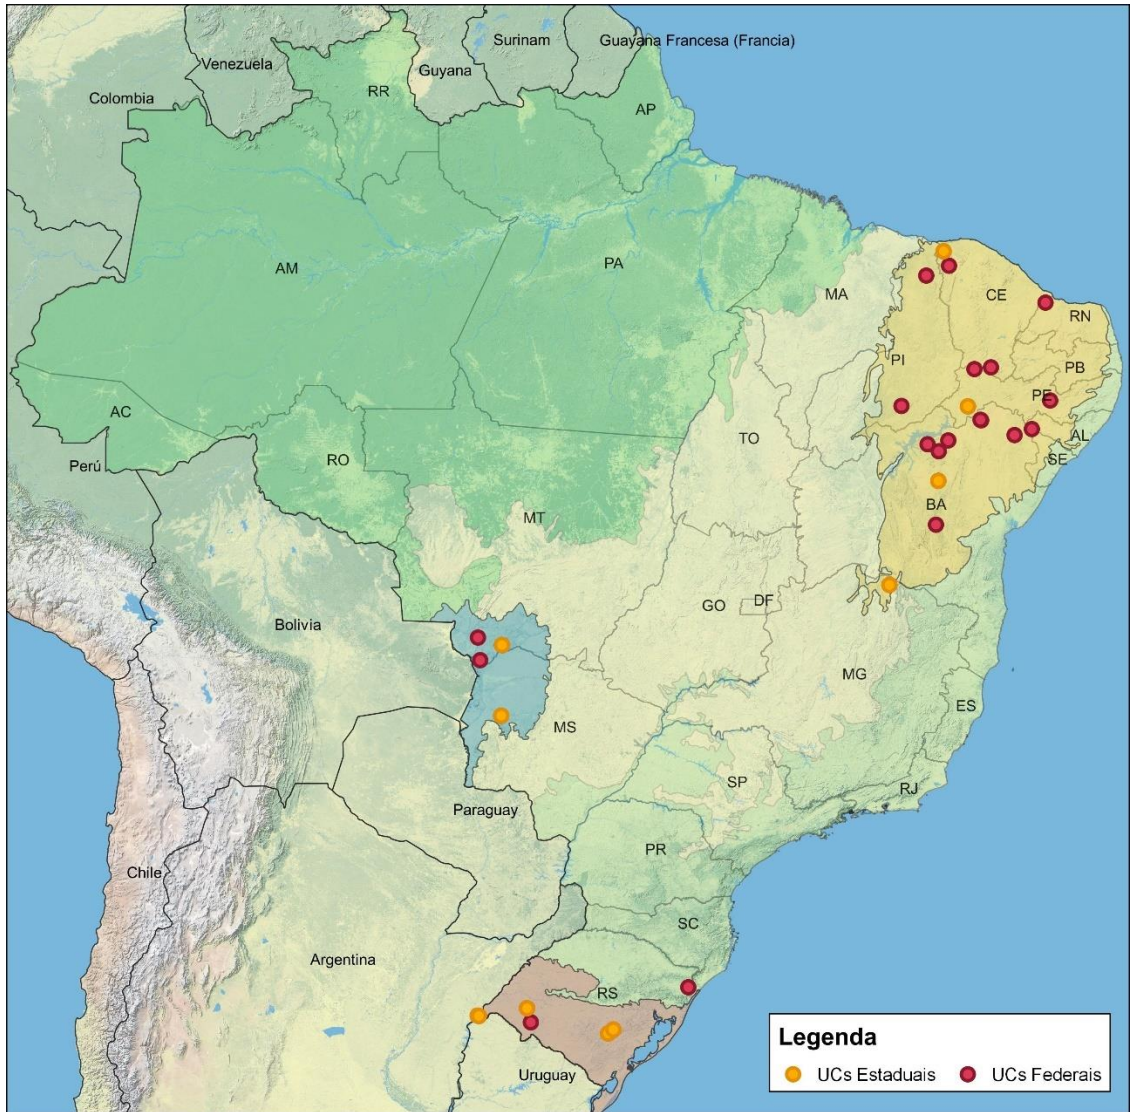 Surinam
Guayana Francesa (Francia)
Venezuela
Guyana
Colombia
RR
AP
AM
PA
MA
CE
RN
PI
PB
PE
AC
TO
AL
RO
SE
Perú
MT
BA
GO
DF
Bolivia
MG
ES
MS
SP
RJ
Paraguay
PR
Chile
SC
Argentina
RS
Uruguay
Legenda
UCs Estaduais
UCs Federais